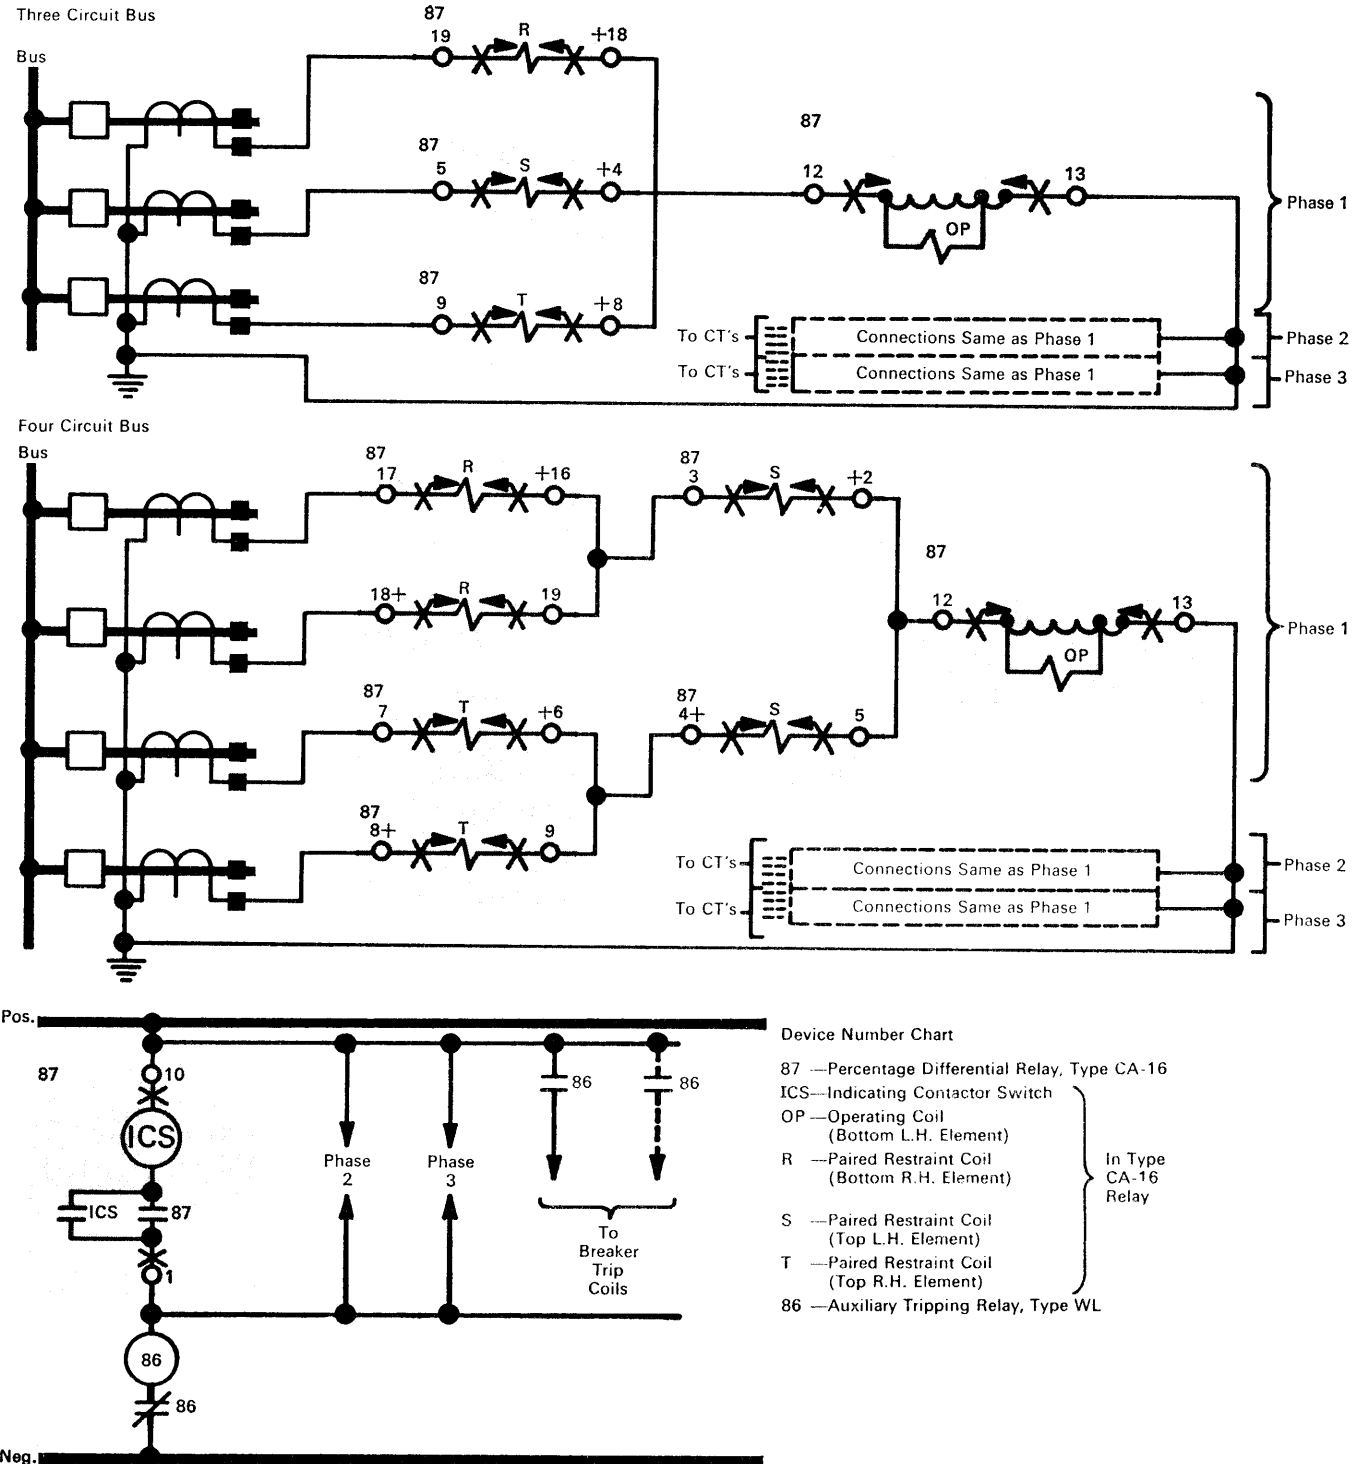 Three Circuit Bus
Bus
87
19 R +18
87
5 S +4
87
9 T +8
87
12 13
OP
Phase 1
To CT's Connections Same as Phase 1 Phase 2
To CT's Connections Same as Phase 1 Phase 3
Four Circuit Bus
Bus
87
17 R +16
87
3 S +2
18+ R 19
87
12 13
OP
Phase 1
87
7 T +6
87
4+ S 5
87
8+ T 9
To CT's Connections Same as Phase 1 Phase 2
To CT's Connections Same as Phase 1 Phase 3
Pos.
87 10
ICS
ICS 87
1
86
86
Neg.
Phase
2
Phase
3
86 86
To
Breaker
Trip
Coils
Device Number Chart
87 —Percentage Differential Relay, Type CA-16
ICS—Indicating Contactor Switch
OP —Operating Coil
(Bottom L.H. Element)
R —Paired Restraint Coil
(Bottom R.H. Element)
S —Paired Restraint Coil
(Top L.H. Element)
T —Paired Restraint Coil
(Top R.H. Element)
In Type
CA-16
Relay
86 —Auxiliary Tripping Relay, Type WL